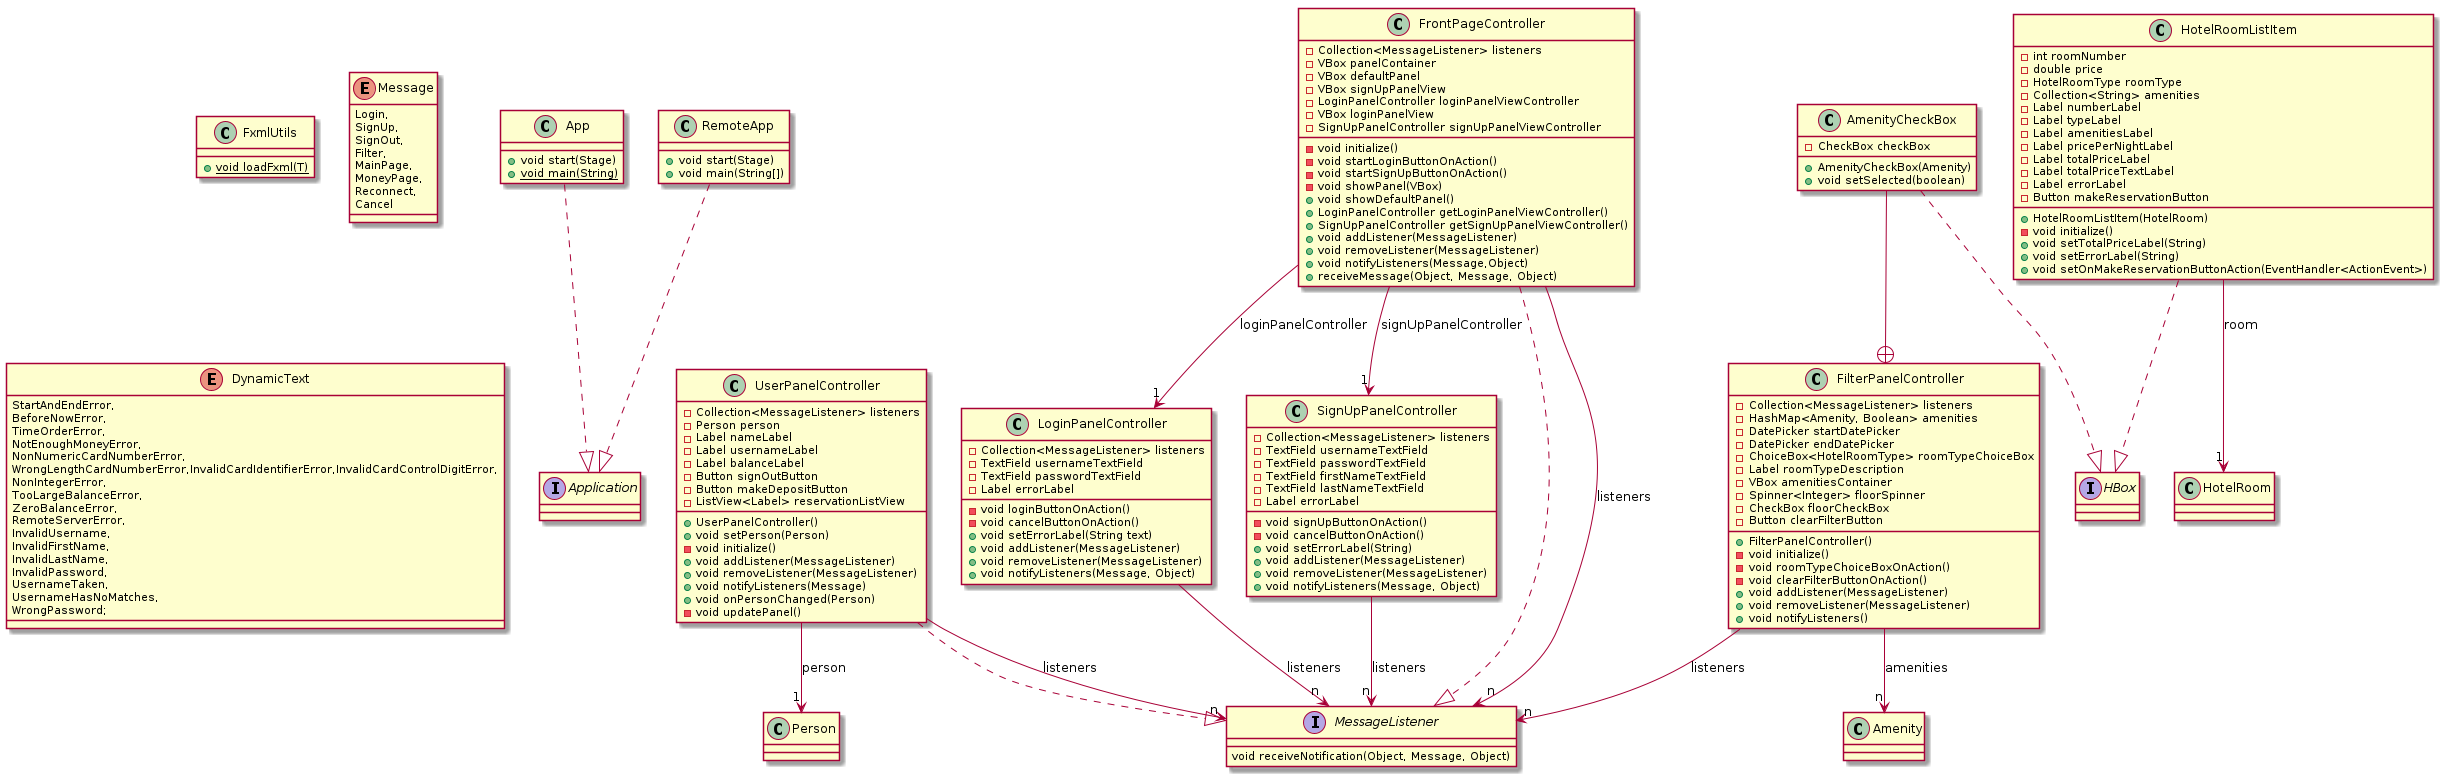 FxmlUtils
void loadFxml(T)
Message
Login,
SignUp,
SignOut,
Filter,
MainPage,
MoneyPage,
Reconnect,
Cancel
App
void start(Stage)
void main(String)
RemoteApp
void start(Stage)
void main(String[])
FrontPageController
Collection<MessageListener> listeners
VBox panelContainer
VBox defaultPanel
VBox signUpPanelView
LoginPanelController loginPanelViewController
VBox loginPanelView
SignUpPanelController signUpPanelViewController
void initialize()
void startLoginButtonOnAction()
void startSignUpButtonOnAction()
void showPanel(VBox)
void showDefaultPanel()
LoginPanelController getLoginPanelViewController()
SignUpPanelController getSignUpPanelViewController()
void addListener(MessageListener)
void removeListener(MessageListener)
void notifyListeners(Message,Object)
receiveMessage(Object, Message, Object)
AmenityCheckBox
CheckBox checkBox
AmenityCheckBox(Amenity)
void setSelected(boolean)
HotelRoomListItem
int roomNumber
double price
HotelRoomType roomType
Collection<String> amenities
Label numberLabel
Label typeLabel
Label amenitiesLabel
Label pricePerNightLabel
Label totalPriceLabel
Label totalPriceTextLabel
Label errorLabel
Button makeReservationButton
HotelRoomListItem(HotelRoom)
void initialize()
void setTotalPriceLabel(String)
void setErrorLabel(String)
void setOnMakeReservationButtonAction(EventHandler<ActionEvent>)
loginPanelController
1
signUpPanelController
1
listeners
n
room
1
DynamicText
StartAndEndError,
BeforeNowError,
TimeOrderError,
NotEnoughMoneyError,
NonNumericCardNumberError,
WrongLengthCardNumberError,InvalidCardIdentifierError,InvalidCardControlDigitError,
NonIntegerError,
TooLargeBalanceError,
ZeroBalanceError,
RemoteServerError,
InvalidUsername,
InvalidFirstName,
InvalidLastName,
InvalidPassword,
UsernameTaken,
UsernameHasNoMatches,
WrongPassword;
Application
UserPanelController
Collection<MessageListener> listeners
Person person
Label nameLabel
Label usernameLabel
Label balanceLabel
Button signOutButton
Button makeDepositButton
ListView<Label> reservationListView
UserPanelController()
void setPerson(Person)
void initialize()
void addListener(MessageListener)
void removeListener(MessageListener)
void notifyListeners(Message)
void onPersonChanged(Person)
void updatePanel()
LoginPanelController
Collection<MessageListener> listeners
TextField usernameTextField
TextField passwordTextField
Label errorLabel
void loginButtonOnAction()
void cancelButtonOnAction()
void setErrorLabel(String text)
void addListener(MessageListener)
void removeListener(MessageListener)
void notifyListeners(Message, Object)
SignUpPanelController
Collection<MessageListener> listeners
TextField usernameTextField
TextField passwordTextField
TextField firstNameTextField
TextField lastNameTextField
Label errorLabel
void signUpButtonOnAction()
void cancelButtonOnAction()
void setErrorLabel(String)
void addListener(MessageListener)
void removeListener(MessageListener)
void notifyListeners(Message, Object)
FilterPanelController
Collection<MessageListener> listeners
HashMap<Amenity, Boolean> amenities
DatePicker startDatePicker
DatePicker endDatePicker
ChoiceBox<HotelRoomType> roomTypeChoiceBox
Label roomTypeDescription
VBox amenitiesContainer
Spinner<Integer> floorSpinner
CheckBox floorCheckBox
Button clearFilterButton
FilterPanelController()
void initialize()
void roomTypeChoiceBoxOnAction()
void clearFilterButtonOnAction()
void addListener(MessageListener)
void removeListener(MessageListener)
void notifyListeners()
HBox
HotelRoom
person
1
listeners
n
listeners
n
listeners
n
listeners
n
amenities
n
Person
MessageListener
void receiveNotification(Object, Message, Object)
Amenity